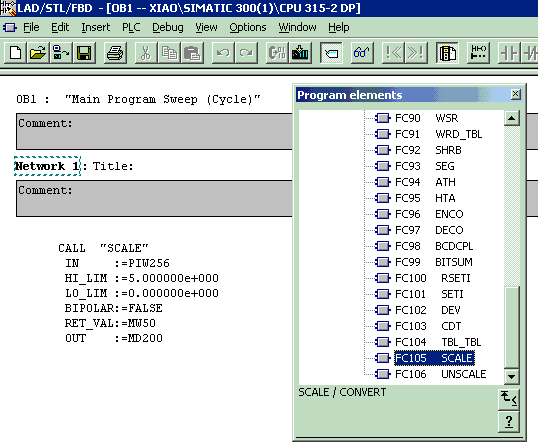 LAD/STL/FBD - [OB1 -- XIAO\SIMATIC 300(1)\CPU 315-2 DP]
File Edit Insert PLC Debug View Options Window Help
OB1 : "Main Program Sweep (Cycle)"
Comment:
Network 1: Title:
Comment:
CALL "SCALE"
IN :=PIW256
HI_LIM :=5.000000e+000
LO_LIM :=0.000000e+000
BIPOLAR:=FALSE
RET_VAL:=MW50
OUT :=MD200
Program elements
FC90 WSR
FC91 WRD_TBL
FC92 SHRB
FC93 SEG
FC94 ATH
FC95 HTA
FC96 ENCO
FC97 DECO
FC98 BCDCPL
FC99 BITSUM
FC100 RSETI
FC101 SETI
FC102 DEV
FC103 CDT
FC104 TBL_TBL
FC105 SCALE
FC106 UNSCALE
SCALE / CONVERT